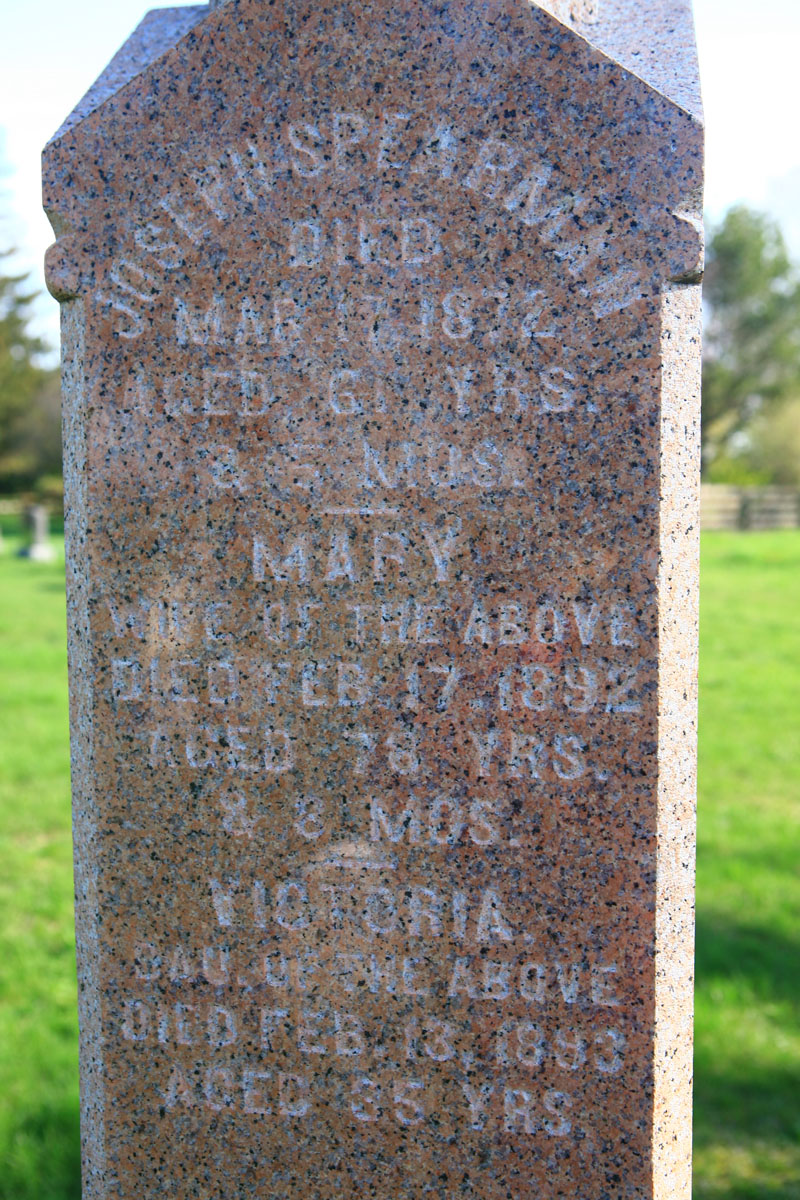 JOSEPH SPEARMAN
DIED
MAR. 17, 1872
AGED 61 YRS.
& 5 MOS.
MARY,
WIFE OF THE ABOVE
DIED FEB. 17, 1892
AGED 78 YRS.
& 8 MOS.
VICTORIA,
DAU. OF THE ABOVE
DIED FEB. 13, 1893
AGED 35 YRS.